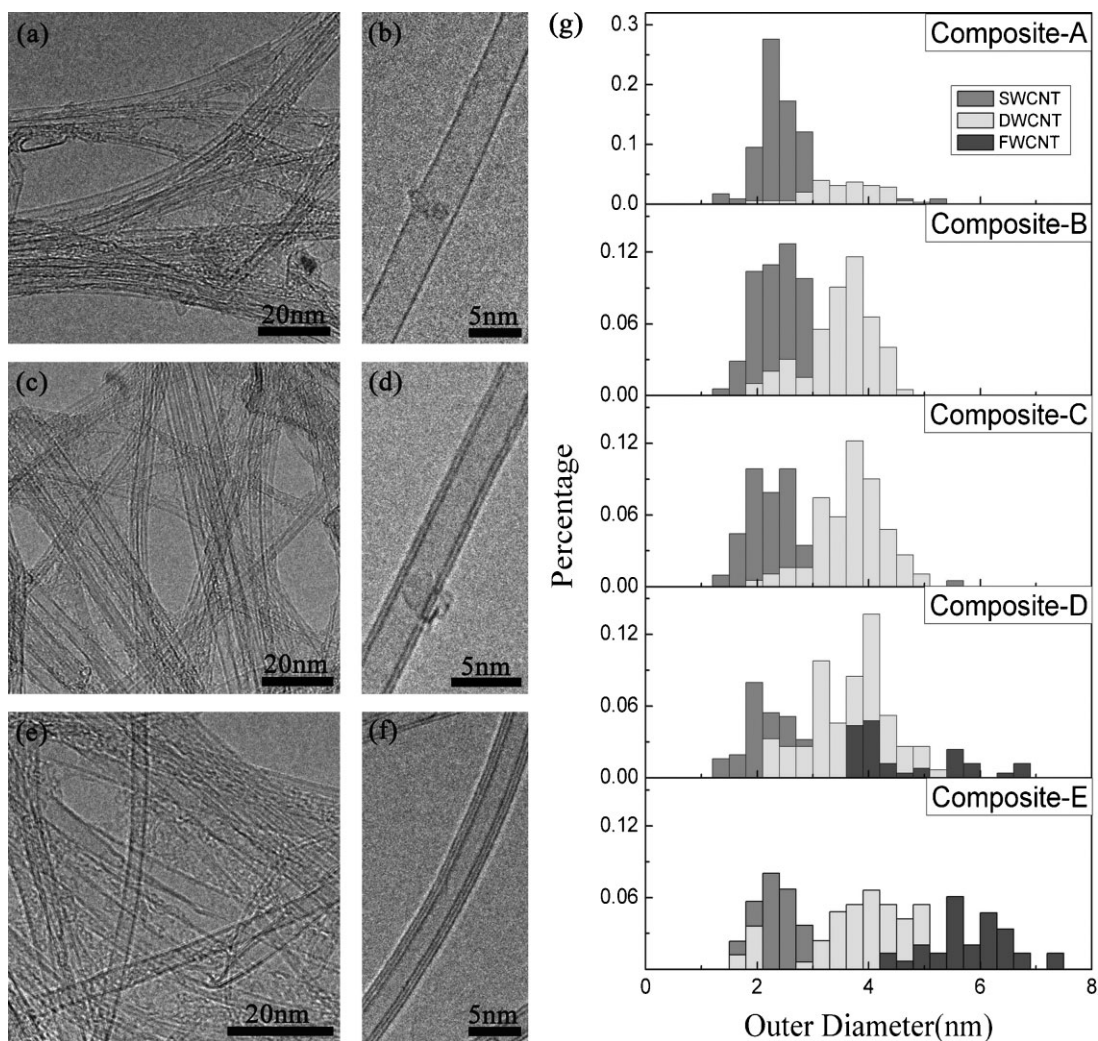 (a)
20nm
(b)
5nm
(c)
20nm
(d)
5nm
(e)
20nm
(f)
5nm
(g)
Percentage
Composite-A
SWCNT
DWCNT
FWCNT
0.3
0.2
0.1
0.0
Composite-B
0.12
0.06
0.00
Composite-C
0.12
0.06
0.00
Composite-D
0.12
0.06
0.00
Composite-E
0.12
0.06
0 2 4 6 8
Outer Diameter(nm)